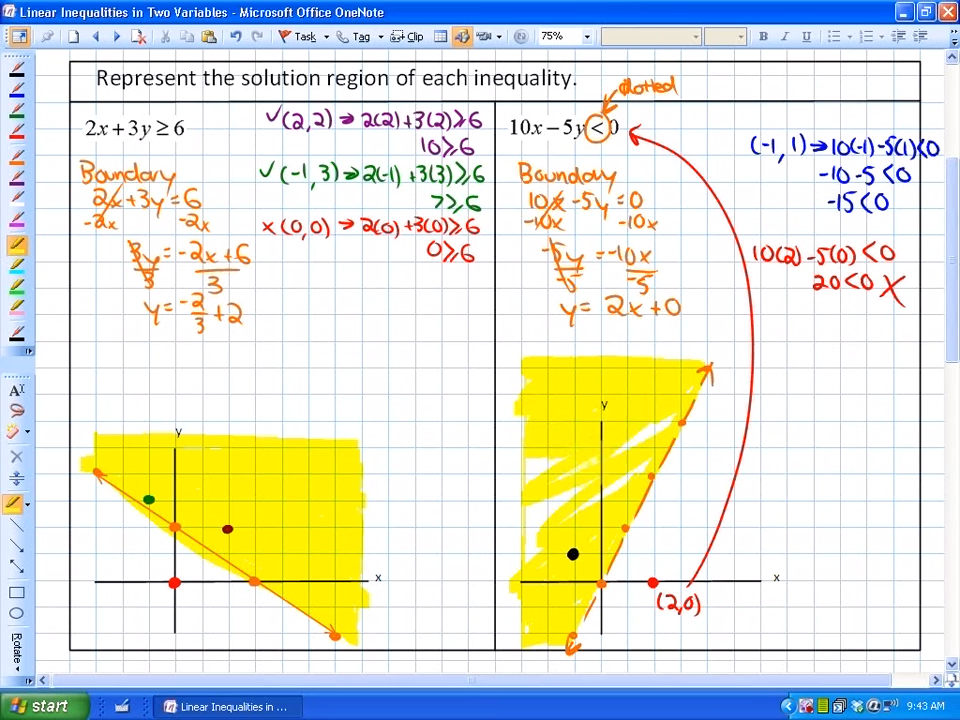 Linear Inequalities in Two Variables - Microsoft Office OneNote
Task
Tag
Clip
75%
B I U
Represent the solution region of each inequality.
2x + 3y ≥ 6
✓(2, 2) → 2(2) + 3(2) ≥ 6
10 ≥ 6
✓(-1, 3) → 2(-1) + 3(3) ≥ 6
7 ≥ 6
x (0, 0) → 2(0) + 3(0) ≥ 6
0 ≥ 6
Boundary
2x + 3y = 6
-2x -2x
3y = -2x + 6
3 3
y = -2/3 + 2
y
x
dotted
10x − 5y < 0
Boundary
10x - 5y = 0
-10x -10x
-5y = -10x
-5 -5
y = 2x + 0
(-1, 1) → 10(-1) - 5(1) < 0
-10 - 5 < 0
-15 < 0
10(2) - 5(0) < 0
20 < 0 X
y
x
(2,0)
A
Rotate
start
Linear Inequalities in ...
9:43 AM